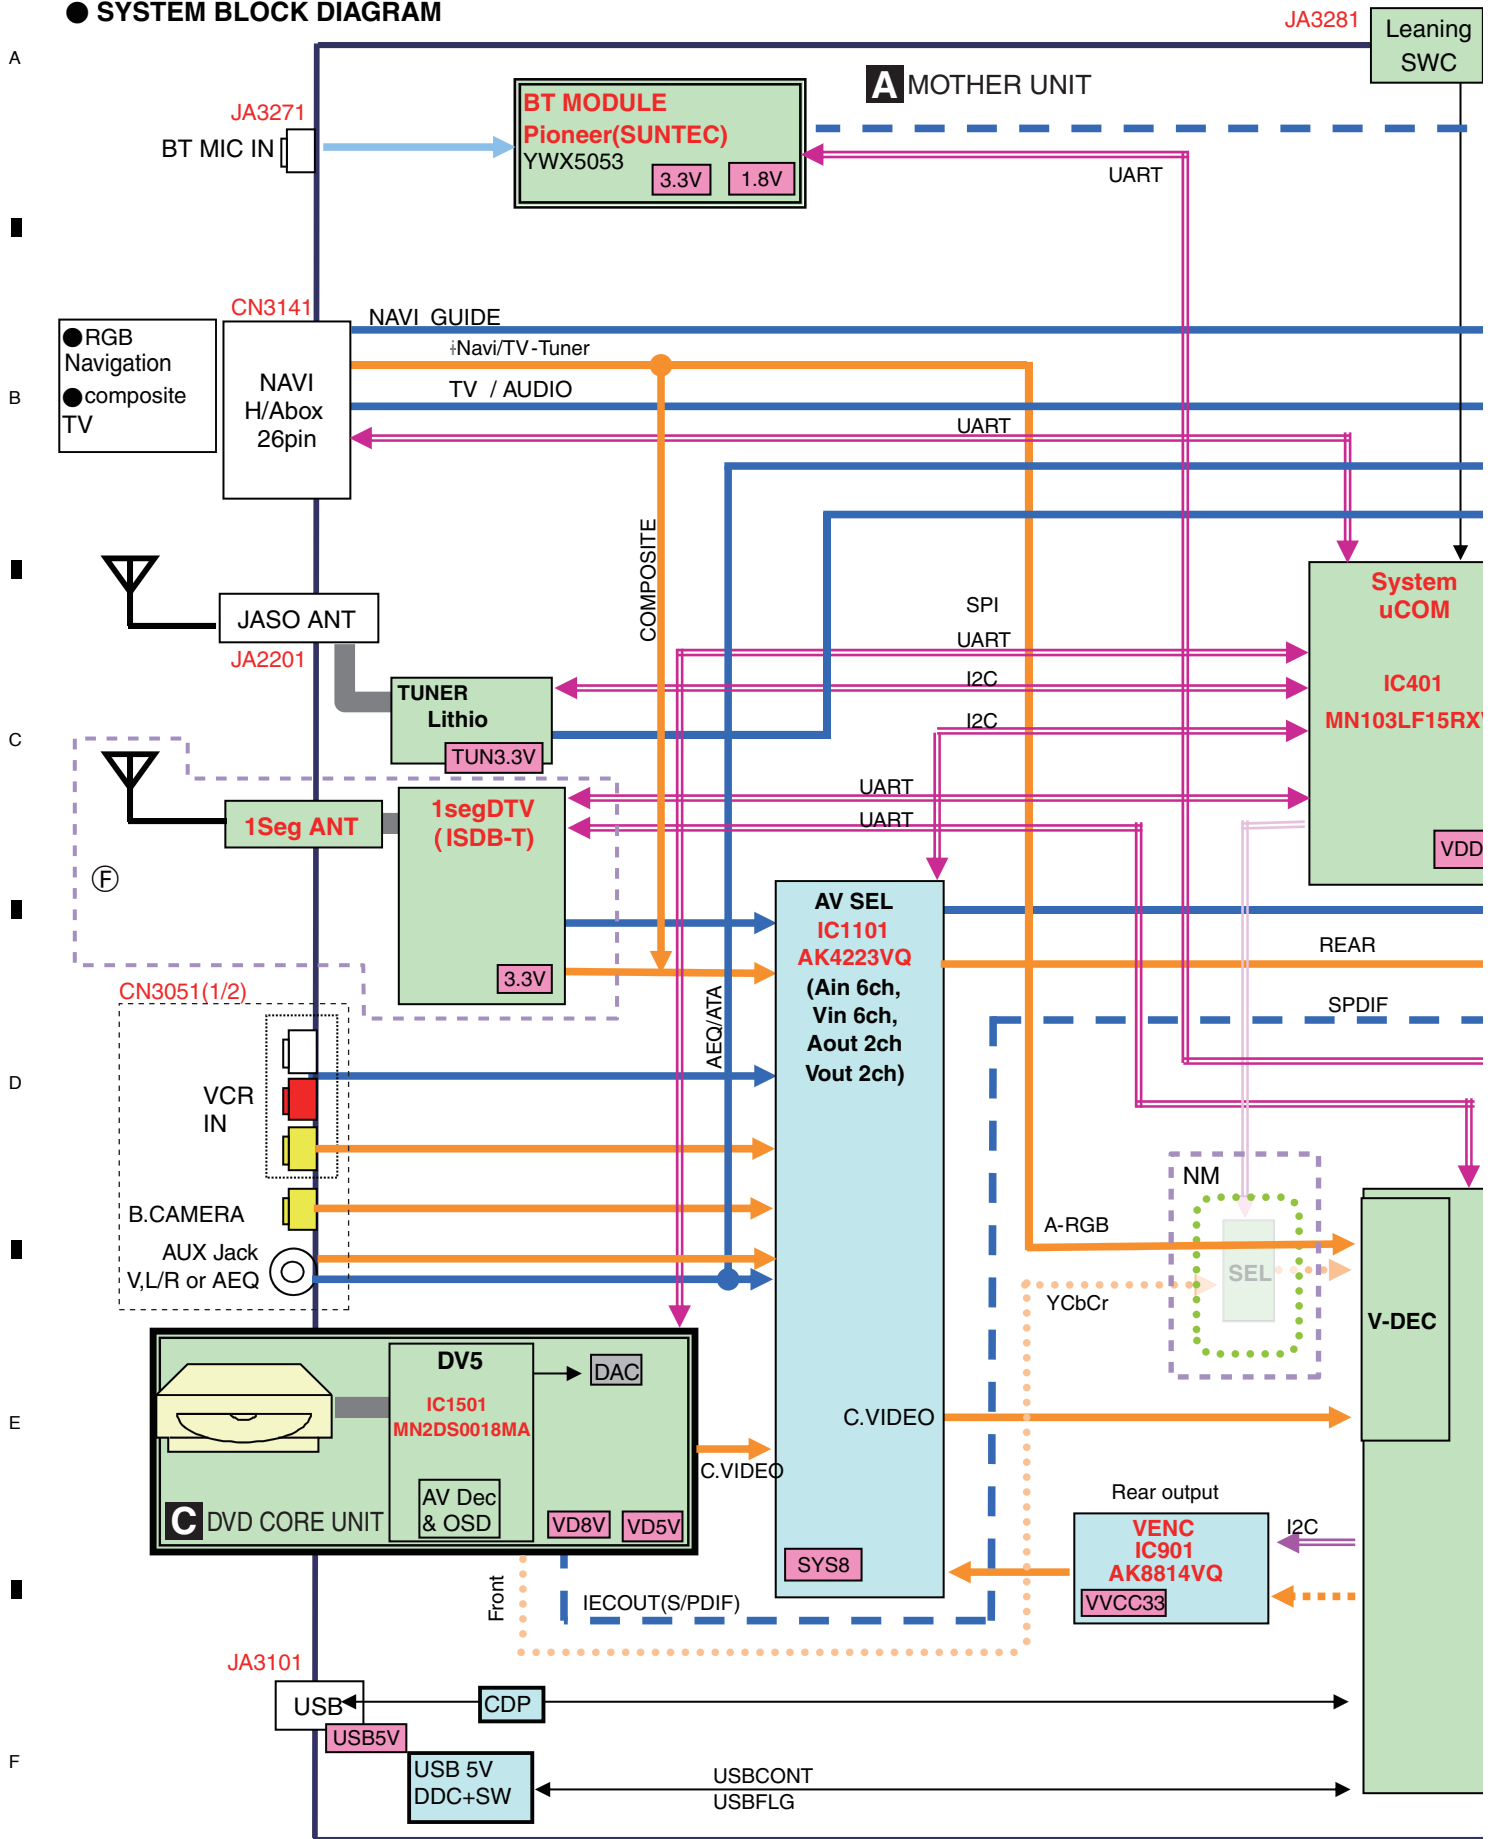 ● SYSTEM BLOCK DIAGRAM
JA3281
Leaning
SWC
A
A MOTHER UNIT
BT MODULE
Pioneer(SUNTEC)
YWX5053
3.3V
1.8V
JA3271
BT MIC IN
UART
CN3141
●RGB
Navigation
●composite
TV
NAVI
H/Abox
26pin
NAVI GUIDE
Navi/TV-Tuner
TV / AUDIO
B
UART
COMPOSITE
JASO ANT
JA2201
SPI
UART
I2C
I2C
System
uCOM
IC401
MN103LF15RX
TUNER
Lithio
TUN3.3V
C
1Seg ANT
1segDTV
(ISDB-T)
3.3V
UART
UART
VDD
F
AV SEL
IC1101
AK4223VQ
(Ain 6ch,
Vin 6ch,
Aout 2ch
Vout 2ch)
REAR
SPDIF
CN3051(1/2)
AEQ/ATA
D
VCR
IN
B.CAMERA
AUX Jack
V,L/R or AEQ
NM
A-RGB
SEL
YCbCr
V-DEC
DV5
IC1501
MN2DS0018MA
DAC
AV Dec
& OSD
C DVD CORE UNIT
VD8V
VD5V
E
C.VIDEO
C.VIDEO
SYS8
Rear output
VENC
IC901
AK8814VQ
VVCC33
I2C
Front
IECOUT(S/PDIF)
JA3101
USB
USB5V
CDP
F
USB 5V
DDC+SW
USBCONT
USBFLG